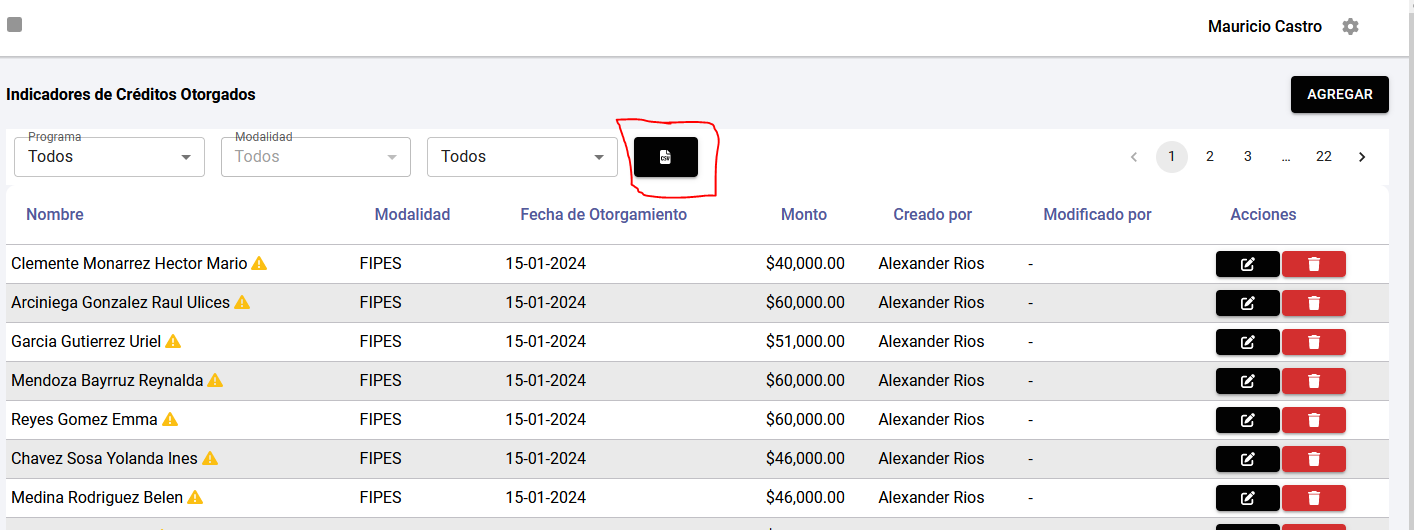 Mauricio Castro
Indicadores de Créditos Otorgados
AGREGAR
Programa
Todos
Modalidad
Todos
Todos
CSV
1 2 3 ... 22
Nombre Modalidad Fecha de Otorgamiento Monto Creado por Modificado por Acciones
Clemente Monarrez Hector Mario FIPES 15-01-2024 $40,000.00 Alexander Rios -
Arciniega Gonzalez Raul Ulices FIPES 15-01-2024 $60,000.00 Alexander Rios -
Garcia Gutierrez Uriel FIPES 15-01-2024 $51,000.00 Alexander Rios -
Mendoza Bayrruz Reynalda FIPES 15-01-2024 $60,000.00 Alexander Rios -
Reyes Gomez Emma FIPES 15-01-2024 $60,000.00 Alexander Rios -
Chavez Sosa Yolanda Ines FIPES 15-01-2024 $46,000.00 Alexander Rios -
Medina Rodriguez Belen FIPES 15-01-2024 $46,000.00 Alexander Rios -